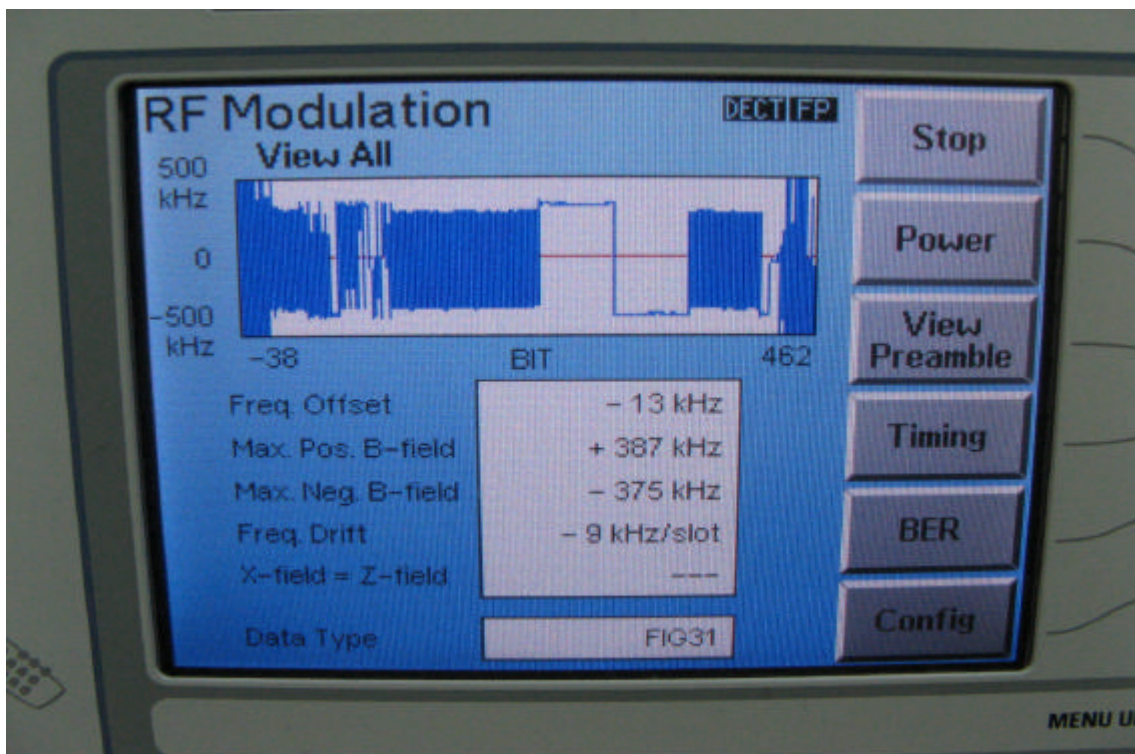 RF Modulation
DECT FP
View All
500
kHz
0
-500
kHz
-38 BIT 462
Freq. Offset - 13 kHz
Max. Pos. B-field + 387 kHz
Max. Neg. B-field - 375 kHz
Freq. Drift - 9 kHz/slot
X-field = Z-field ---
Data Type FIG31
Stop
Power
View
Preamble
Timing
BER
Config
MENU